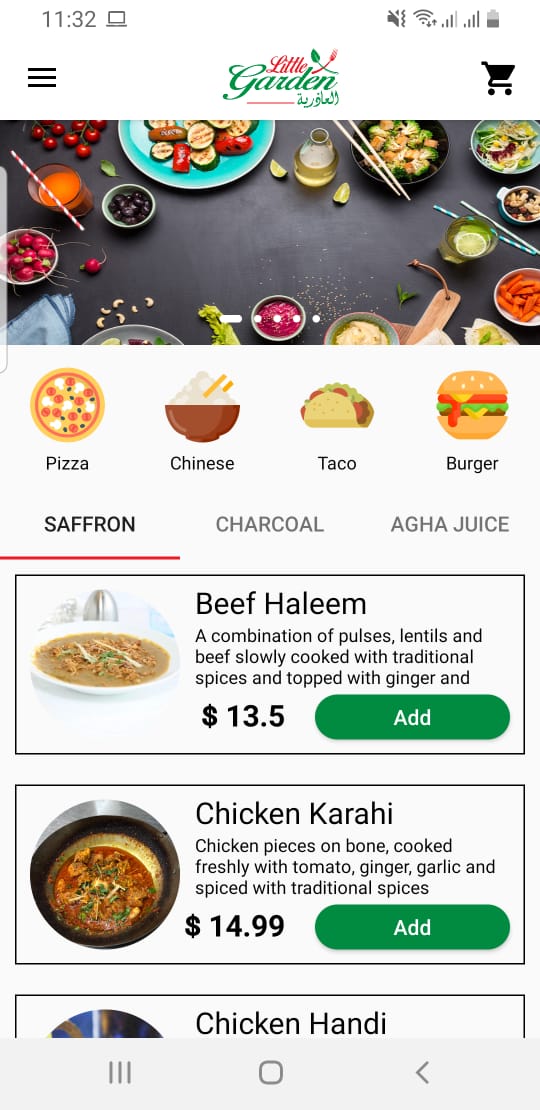 11:32
Little
Garden
العاذرية
Pizza
Chinese
Taco
Burger
SAFFRON
CHARCOAL
AGHA JUICE
Beef Haleem
A combination of pulses, lentils and
beef slowly cooked with traditional
spices and topped with ginger and
$ 13.5
Add
Chicken Karahi
Chicken pieces on bone, cooked
freshly with tomato, ginger, garlic and
spiced with traditional spices
$ 14.99
Add
Chicken Handi